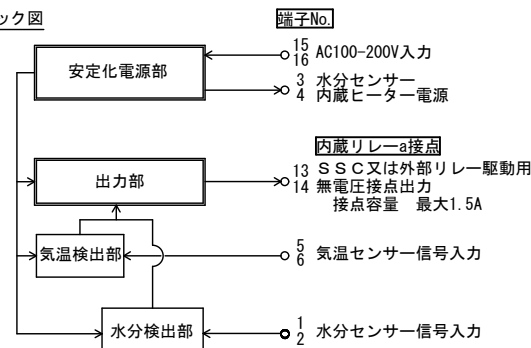 ック図
端子No.
安定化電源部
15
16
AC100-200V入力
3
4
水分センサー
内蔵ヒーター電源
内蔵リレーa接点
出力部
13
14
ＳＳＣ又は外部リレー駆動用
無電圧接点出力
接点容量 最大1.5A
気温検出部
5
6
気温センサー信号入力
水分検出部
1
2
水分センサー信号入力